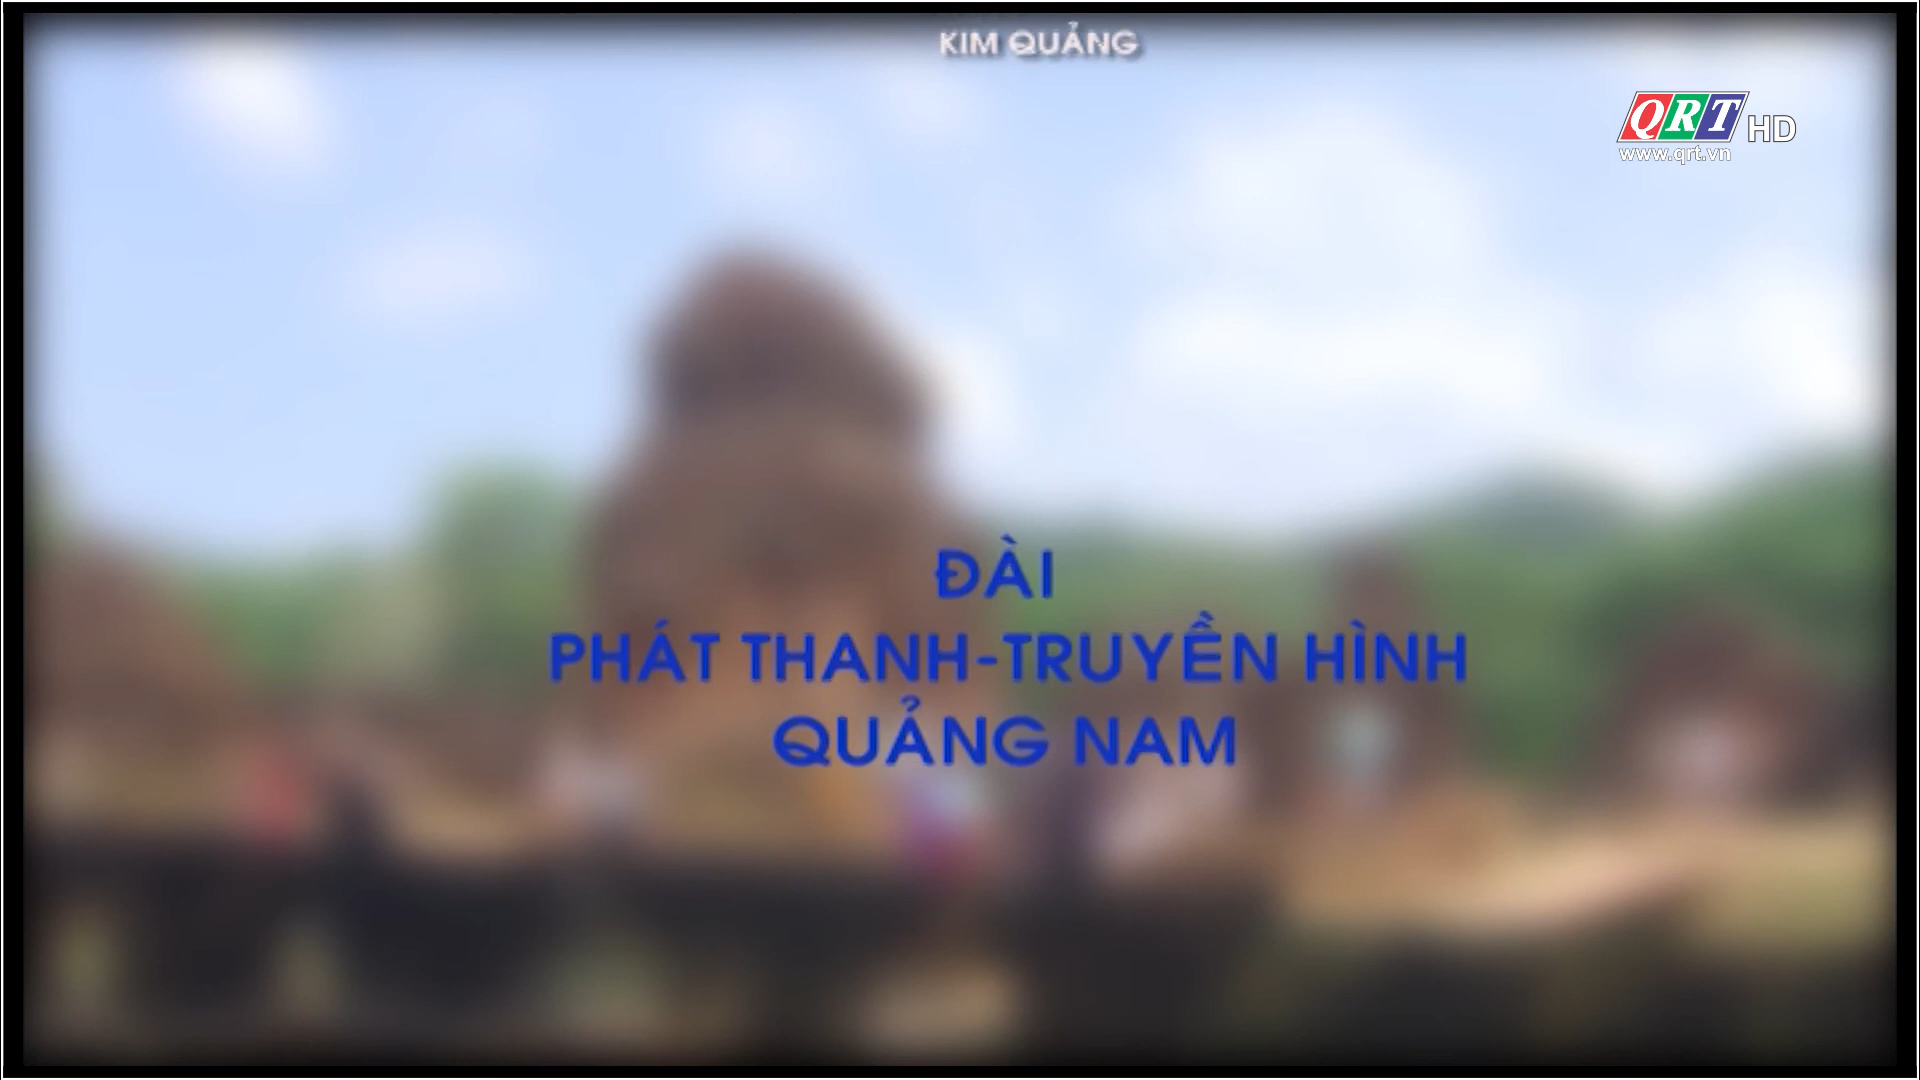 KIM QUẢNG
QRT HD
www.qrt.vn
ĐÀI
PHÁT THANH-TRUYỀN HÌNH
QUẢNG NAM